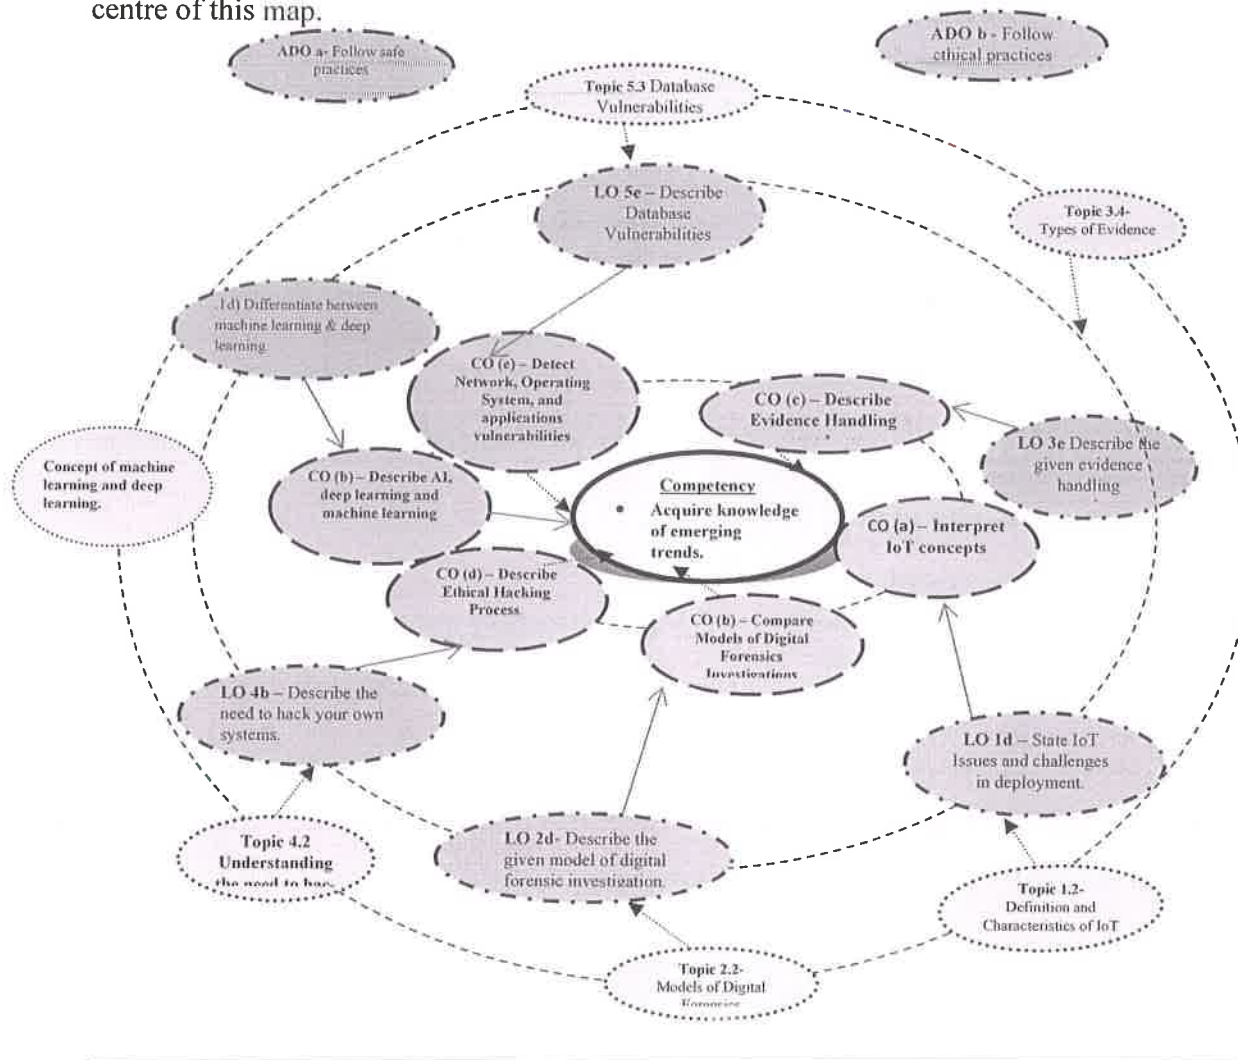 centre of this map.
ADO a- Follow safe
practices
ADO b - Follow
ethical practices
Topic 5.3 Database
Vulnerabilities
LO 5e – Describe
Database
Vulnerabilities
Topic 3.4-
Types of Evidence
1d) Differentiate between
machine learning & deep
learning
CO (e) – Detect
Network, Operating
System, and
applications
vulnerabilities
CO (c) – Describe
Evidence Handling
LO 3e Describe the
given evidence
handling
Concept of machine
learning and deep
learning.
CO (b) – Describe AI,
deep learning and
machine learning
Competency
• Acquire knowledge
of emerging
trends.
CO (a) – Interpret
IoT concepts
CO (d) – Describe
Ethical Hacking
Process
CO (b) – Compare
Models of Digital
Forensics
Investigations
LO 4b – Describe the
need to hack your own
systems.
LO 1d – State IoT
Issues and challenges
in deployment.
Topic 4.2
Understanding
the need to
LO 2d- Describe the
given model of digital
forensic investigation.
Topic 1.2-
Definition and
Characteristics of IoT
Topic 2.2-
Models of Digital